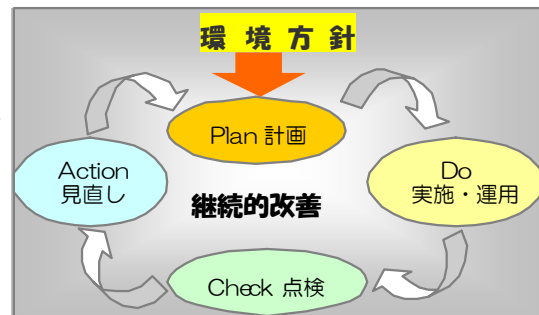 環境方針
Plan 計画
Action
見直し
Do
実施・運用
継続的改善
Check 点検